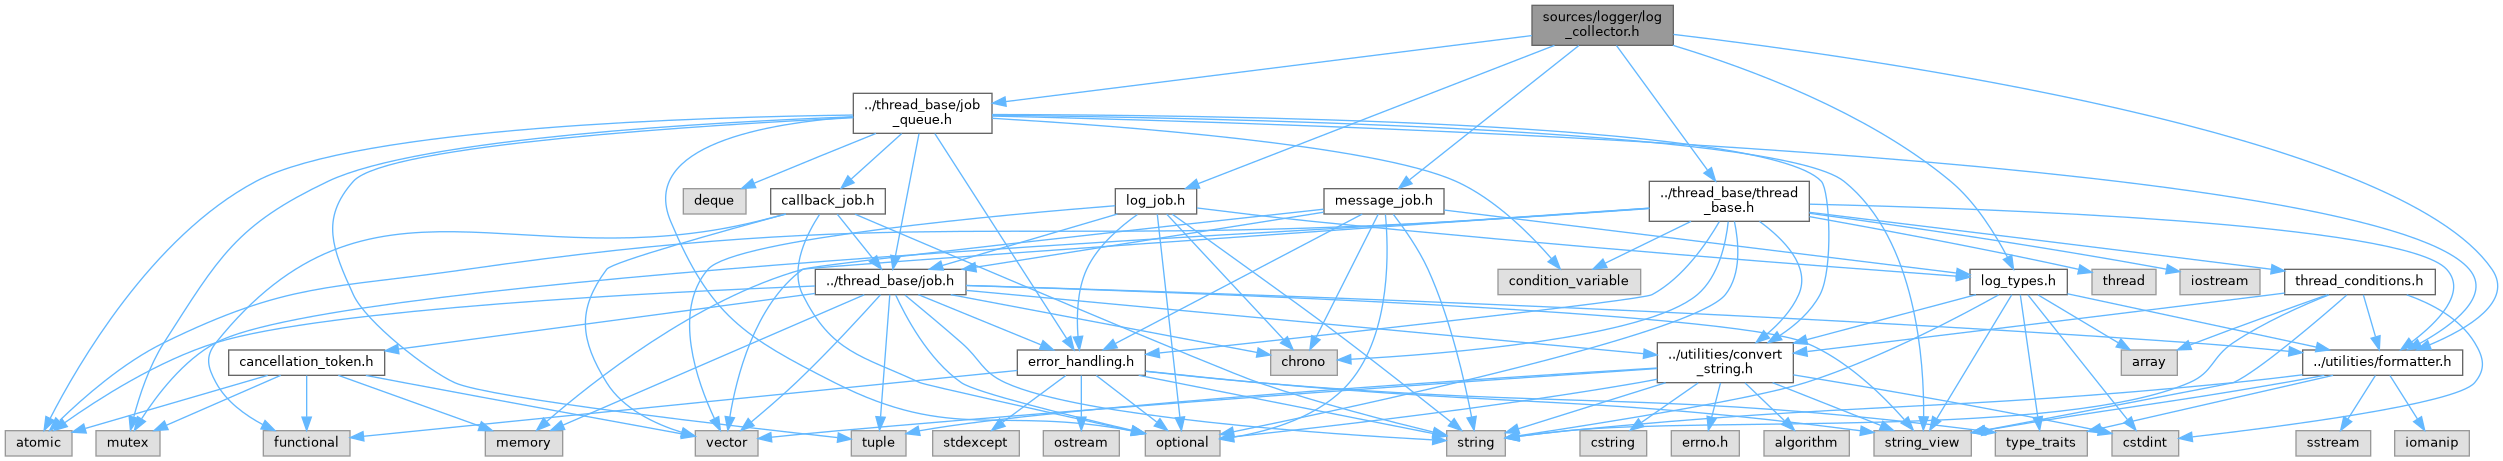 sources/logger/log
_collector.h
../thread_base/job
_queue.h
deque
callback_job.h
log_job.h
message_job.h
../thread_base/thread
_base.h
../thread_base/job.h
condition_variable
log_types.h
thread
iostream
thread_conditions.h
cancellation_token.h
error_handling.h
chrono
../utilities/convert
_string.h
array
../utilities/formatter.h
atomic
mutex
functional
memory
vector
tuple
stdexcept
ostream
optional
string
cstring
errno.h
algorithm
string_view
type_traits
cstdint
sstream
iomanip